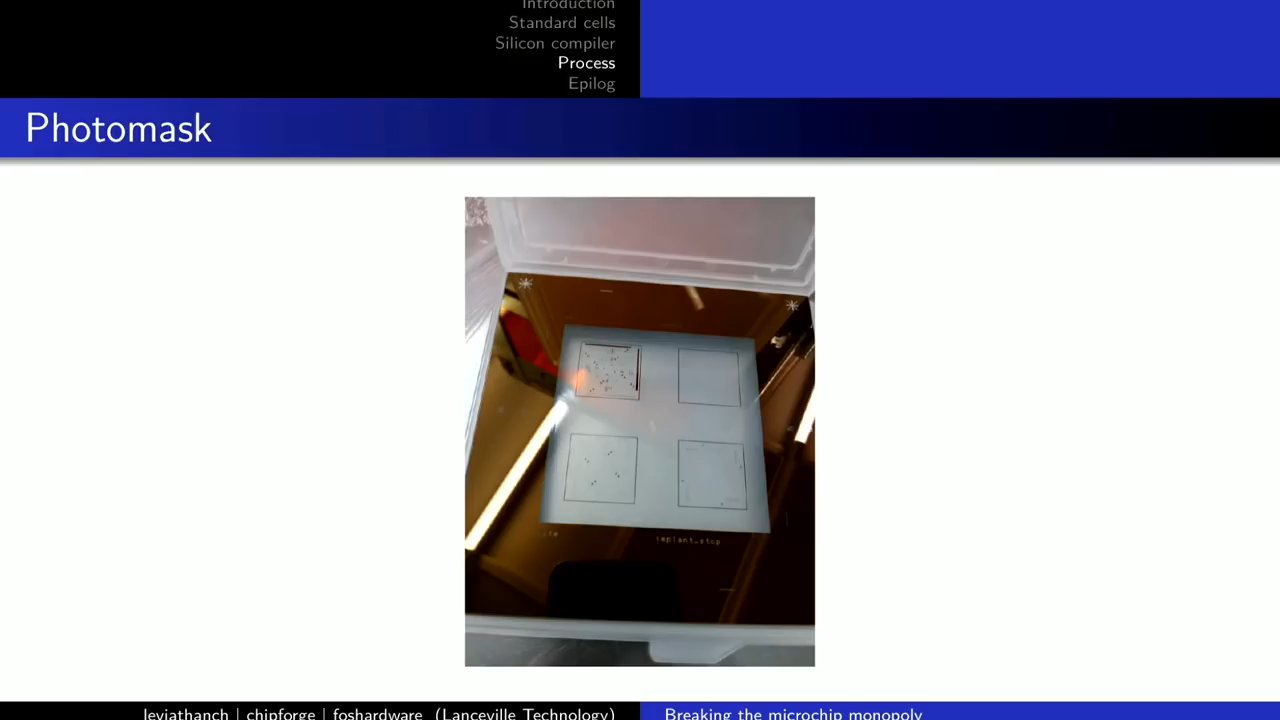 Introduction
Standard cells
Silicon compiler
Process
Epilog
Photomask
implant_stop
leviathanch | chipforge | foshardware (Lanceville Technology)
Breaking the microchip monopoly